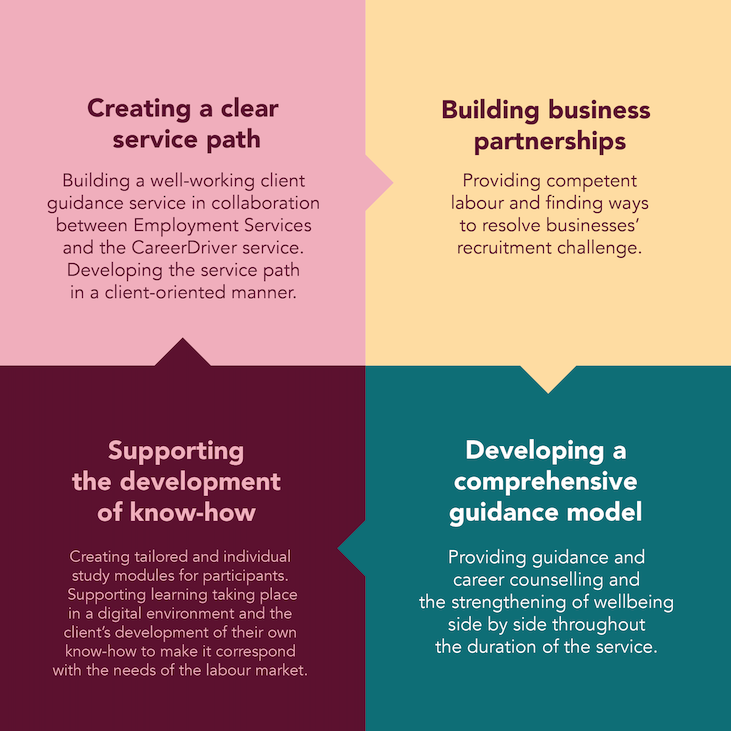 Creating a clear
service path
Building a well-working client
guidance service in collaboration
between Employment Services
and the CareerDriver service.
Developing the service path
in a client-oriented manner.
Building business
partnerships
Providing competent
labour and finding ways
to resolve businesses’
recruitment challenge.
Supporting
the development
of know-how
Creating tailored and individual
study modules for participants.
Supporting learning taking place
in a digital environment and the
client’s development of their own
know-how to make it correspond
with the needs of the labour market.
Developing a
comprehensive
guidance model
Providing guidance and
career counselling and
the strengthening of wellbeing
side by side throughout
the duration of the service.